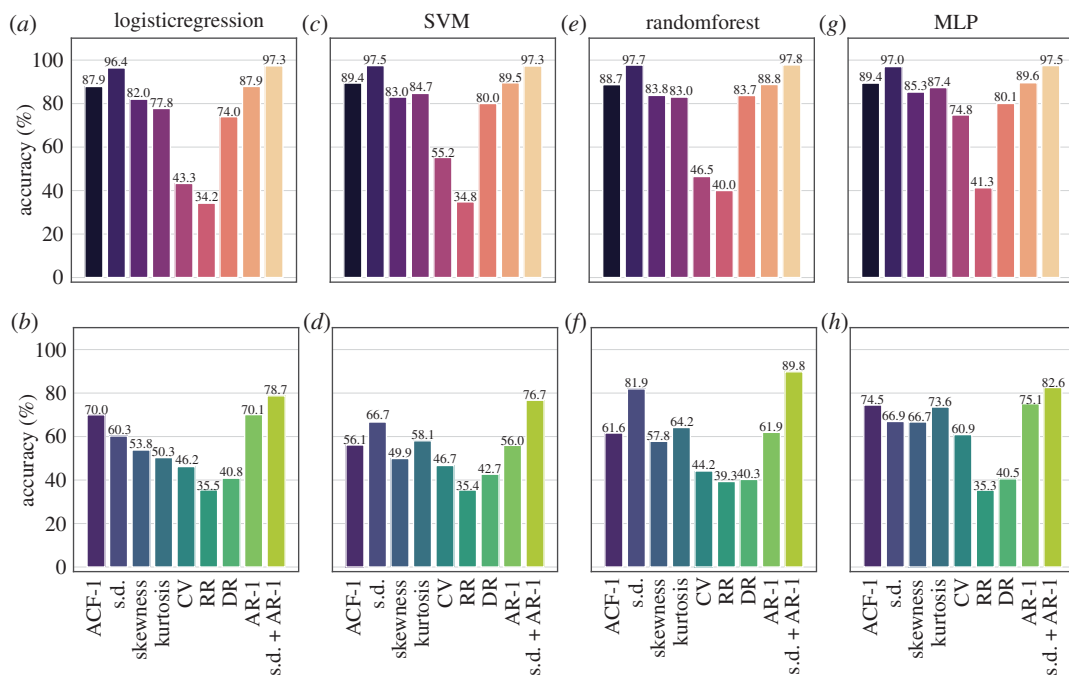 logisticregression
SVM
randomforest
MLP
(a)
(c)
(e)
(g)
accuracy (%)
100
80
60
40
20
0
87.9
96.4
82.0
77.8
43.3
34.2
74.0
87.9
97.3
89.4
97.5
83.0
84.7
55.2
34.8
80.0
89.5
97.3
88.7
97.7
83.8
83.0
46.5
40.0
83.7
88.8
97.8
89.4
97.0
85.3
87.4
74.8
41.3
80.1
89.6
97.5
(b)
(d)
(f)
(h)
accuracy (%)
100
80
60
40
20
0
70.0
60.3
53.8
50.3
46.2
35.5
40.8
70.1
78.7
56.1
66.7
49.9
58.1
46.7
35.4
42.7
56.0
76.7
61.6
81.9
57.8
64.2
44.2
39.3
40.3
61.9
89.8
74.5
66.9
66.7
73.6
60.9
35.3
40.5
75.1
82.6
ACF-1
s.d.
skewness
kurtosis
CV
RR
DR
AR-1
s.d. + AR-1
ACF-1
s.d.
skewness
kurtosis
CV
RR
DR
AR-1
s.d. + AR-1
ACF-1
s.d.
skewness
kurtosis
CV
RR
DR
AR-1
s.d. + AR-1
ACF-1
s.d.
skewness
kurtosis
CV
RR
DR
AR-1
s.d. + AR-1